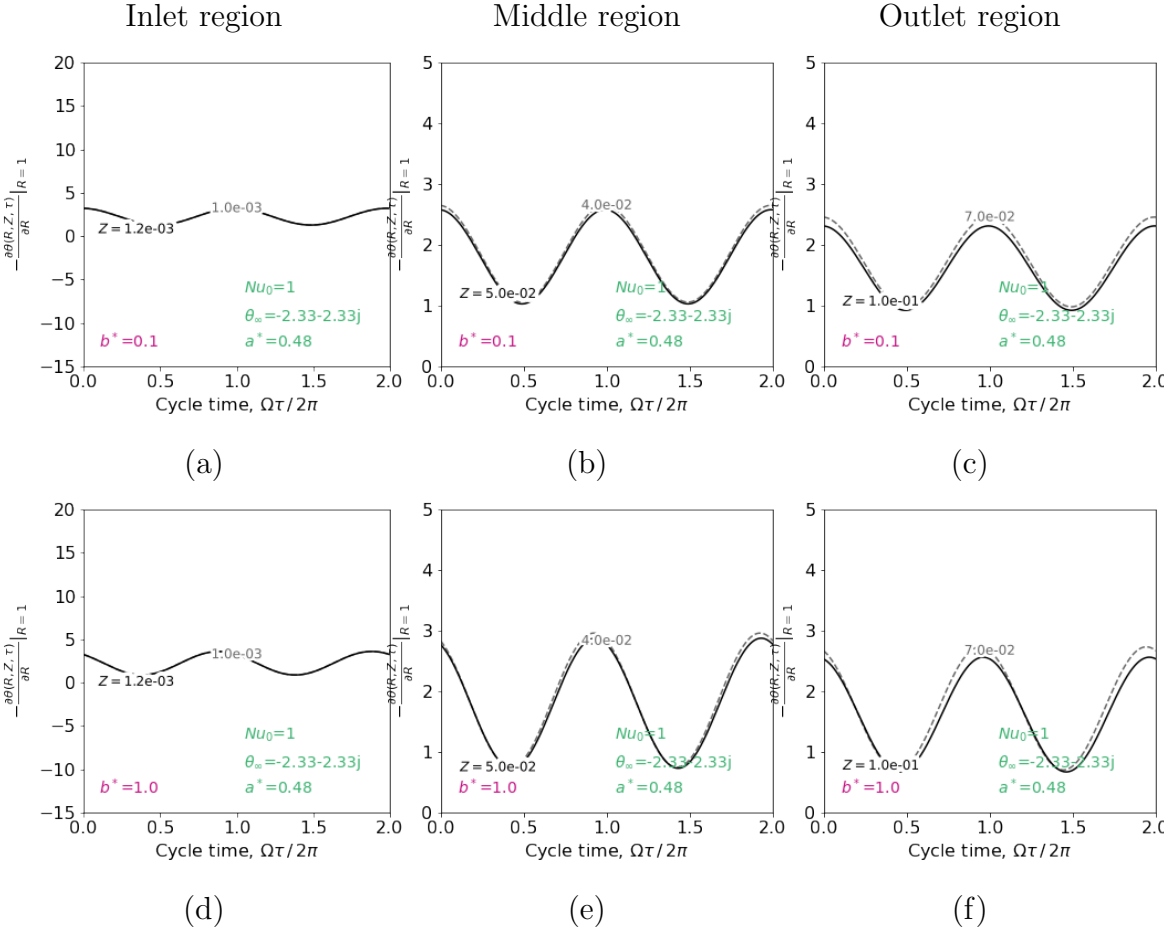 Inlet region
Middle region
Outlet region
20
15
10
5
0
−5
−10
−15
−∂θ(R, Z, τ)/∂R|R = 1
1.0e-03
Z = 1.2e-03
Nu₀=1
θ∞=-2.33-2.33j
b*=0.1
a*=0.48
0.0 0.5 1.0 1.5 2.0
Cycle time, Ωτ / 2π
(a)
5
4
3
2
1
0
−∂θ(R, Z, τ)/∂R|R = 1
4.0e-02
Z = 5.0e-02
Nu₀=1
θ∞=-2.33-2.33j
b*=0.1
a*=0.48
0.0 0.5 1.0 1.5 2.0
Cycle time, Ωτ / 2π
(b)
5
4
3
2
1
0
−∂θ(R, Z, τ)/∂R|R = 1
7.0e-02
Z = 1.0e-01
Nu₀=1
θ∞=-2.33-2.33j
b*=0.1
a*=0.48
0.0 0.5 1.0 1.5 2.0
Cycle time, Ωτ / 2π
(c)
20
15
10
5
0
−5
−10
−15
−∂θ(R, Z, τ)/∂R|R = 1
1.0e-03
Z = 1.2e-03
Nu₀=1
θ∞=-2.33-2.33j
b*=1.0
a*=0.48
0.0 0.5 1.0 1.5 2.0
Cycle time, Ωτ / 2π
(d)
5
4
3
2
1
0
−∂θ(R, Z, τ)/∂R|R = 1
4.0e-02
Z = 5.0e-02
Nu₀=1
θ∞=-2.33-2.33j
b*=1.0
a*=0.48
0.0 0.5 1.0 1.5 2.0
Cycle time, Ωτ / 2π
(e)
5
4
3
2
1
0
−∂θ(R, Z, τ)/∂R|R = 1
7.0e-02
Z = 1.0e-01
Nu₀=1
θ∞=-2.33-2.33j
b*=1.0
a*=0.48
0.0 0.5 1.0 1.5 2.0
Cycle time, Ωτ / 2π
(f)